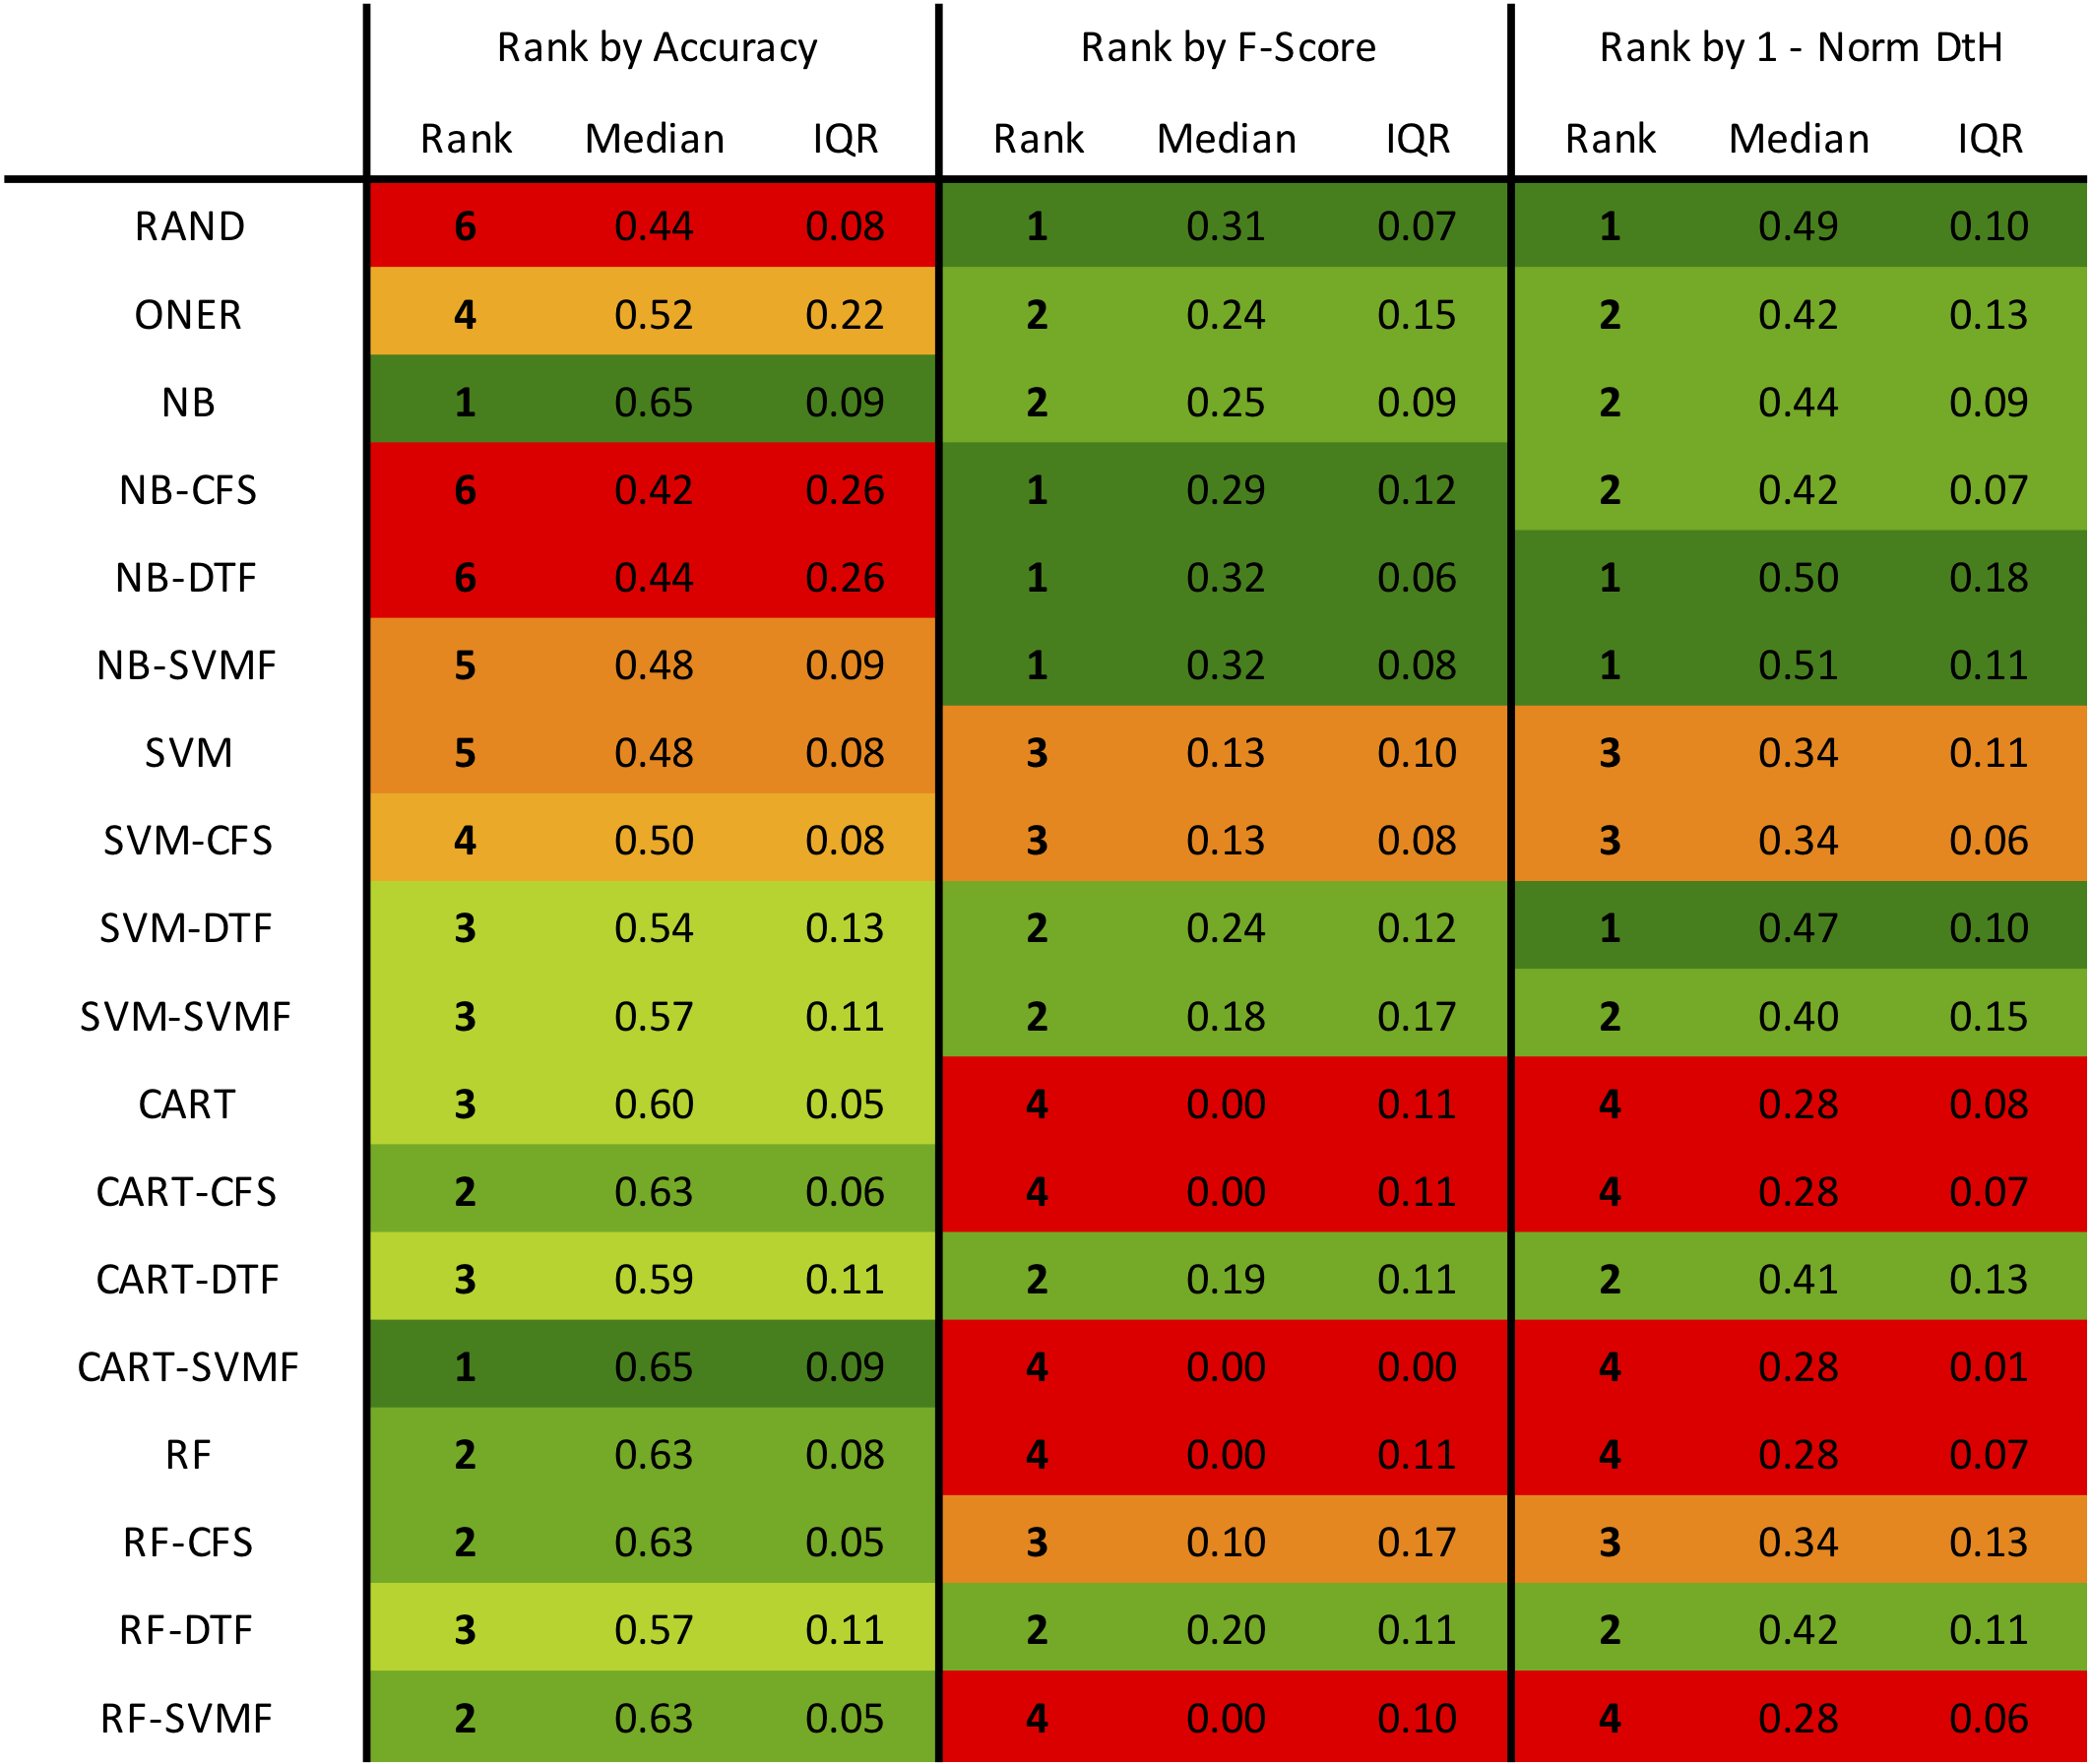 Rank by Accuracy Rank by F-Score Rank by 1 - Norm DtH
Rank Median IQR Rank Median IQR Rank Median IQR
RAND 6 0.44 0.08 1 0.31 0.07 1 0.49 0.10
ONER 4 0.52 0.22 2 0.24 0.15 2 0.42 0.13
NB 1 0.65 0.09 2 0.25 0.09 2 0.44 0.09
NB-CFS 6 0.42 0.26 1 0.29 0.12 2 0.42 0.07
NB-DTF 6 0.44 0.26 1 0.32 0.06 1 0.50 0.18
NB-SVMF 5 0.48 0.09 1 0.32 0.08 1 0.51 0.11
SVM 5 0.48 0.08 3 0.13 0.10 3 0.34 0.11
SVM-CFS 4 0.50 0.08 3 0.13 0.08 3 0.34 0.06
SVM-DTF 3 0.54 0.13 2 0.24 0.12 1 0.47 0.10
SVM-SVMF 3 0.57 0.11 2 0.18 0.17 2 0.40 0.15
CART 3 0.60 0.05 4 0.00 0.11 4 0.28 0.08
CART-CFS 2 0.63 0.06 4 0.00 0.11 4 0.28 0.07
CART-DTF 3 0.59 0.11 2 0.19 0.11 2 0.41 0.13
CART-SVMF 1 0.65 0.09 4 0.00 0.00 4 0.28 0.01
RF 2 0.63 0.08 4 0.00 0.11 4 0.28 0.07
RF-CFS 2 0.63 0.05 3 0.10 0.17 3 0.34 0.13
RF-DTF 3 0.57 0.11 2 0.20 0.11 2 0.42 0.11
RF-SVMF 2 0.63 0.05 4 0.00 0.10 4 0.28 0.06